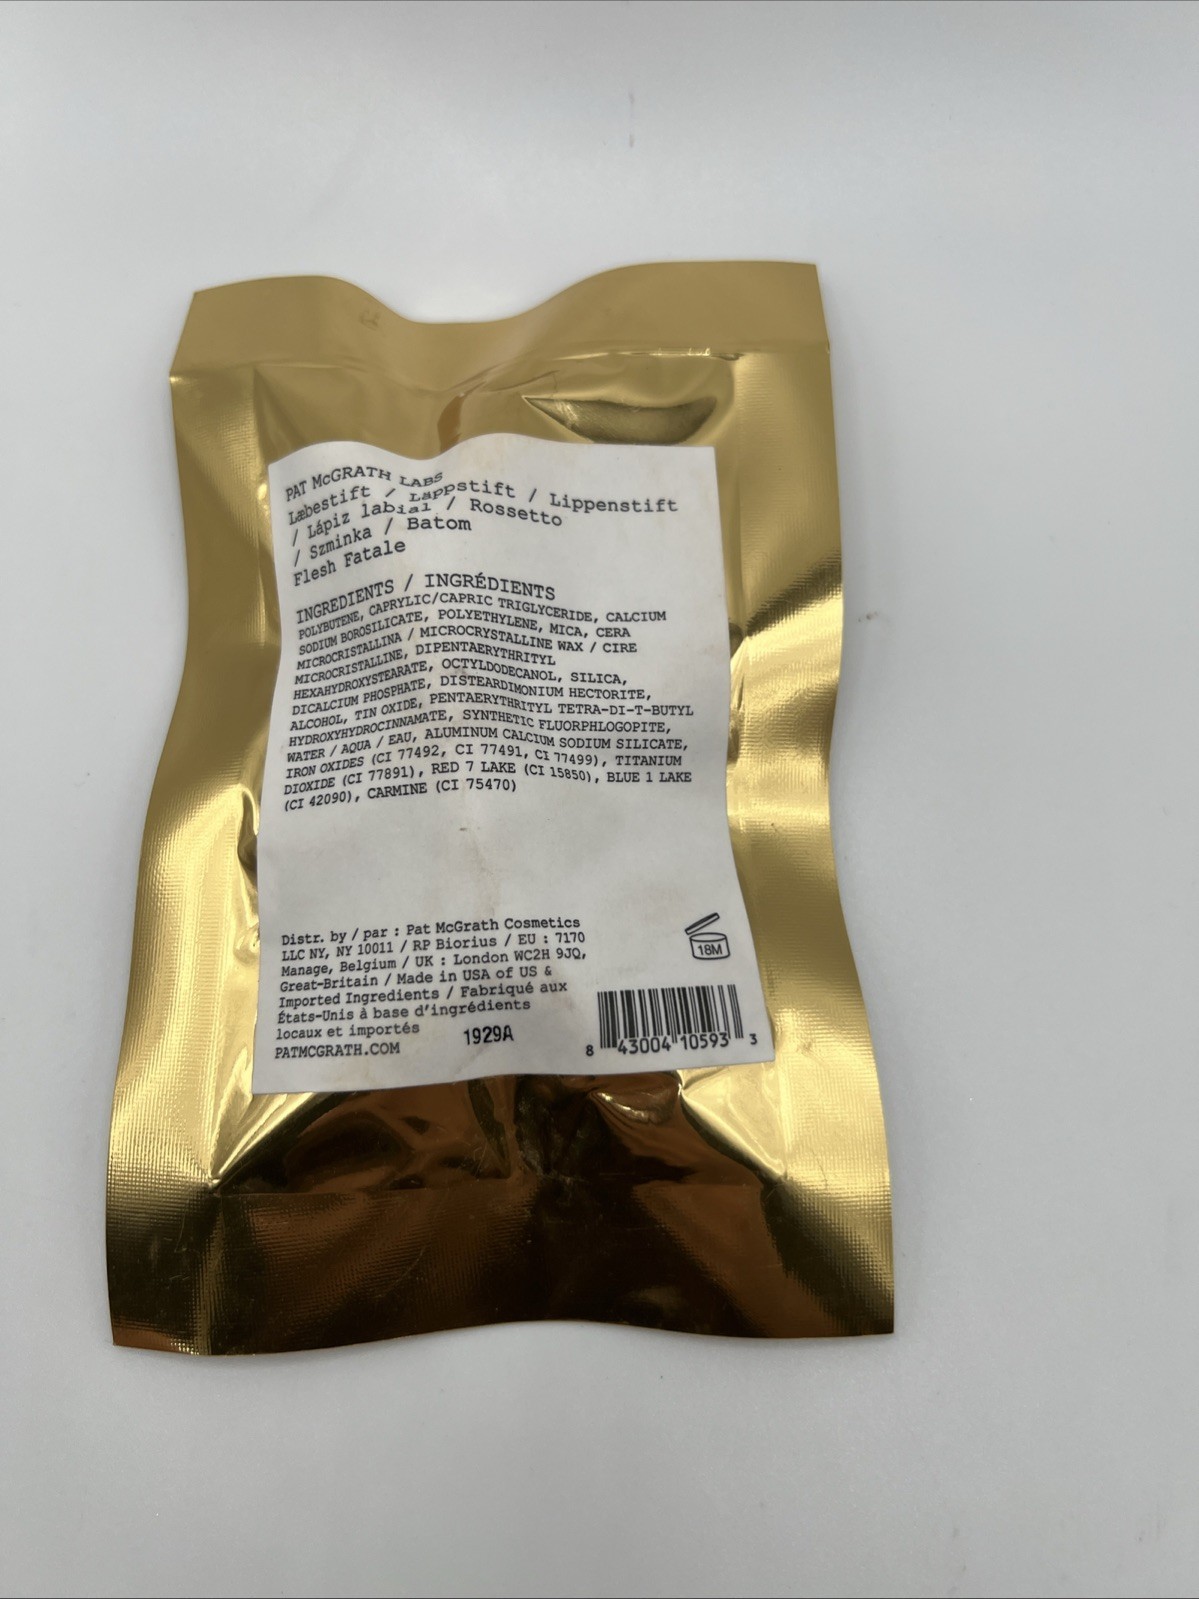 PAT McGRATH LABS
Læbestift / Läppstift / Lippenstift
/ Lápiz labial / Rossetto
/ Szminka / Batom
Flesh Fatale
INGREDIENTS / INGRÉDIENTS
POLYBUTENE, CAPRYLIC/CAPRIC TRIGLYCERIDE, CALCIUM
SODIUM BOROSILICATE, POLYETHYLENE, MICA, CERA
MICROCRISTALLINA / MICROCRYSTALLINE WAX / CIRE
MICROCRISTALLINE, DIPENTAERYTHRITYL
HEXAHYDROXYSTEARATE, OCTYLDODECANOL, SILICA,
DICALCIUM PHOSPHATE, DISTEARDIMONIUM HECTORITE,
ALCOHOL, TIN OXIDE, PENTAERYTHRITYL TETRA-DI-T-BUTYL
HYDROXYHYDROCINNAMATE, SYNTHETIC FLUORPHLOGOPITE,
WATER / AQUA / EAU, ALUMINUM CALCIUM SODIUM SILICATE,
IRON OXIDES (CI 77492, CI 77491, CI 77499), TITANIUM
DIOXIDE (CI 77891), RED 7 LAKE (CI 15850), BLUE 1 LAKE
(CI 42090), CARMINE (CI 75470)
Distr. by / par : Pat McGrath Cosmetics
LLC NY, NY 10011 / RP Biorius / EU : 7170
Manage, Belgium / UK : London WC2H 9JQ,
Great-Britain / Made in USA of US &
Imported Ingredients / Fabriqué aux
États-Unis à base d'ingrédients
locaux et importés
PATMCGRATH.COM
1929A
18M
8 43004 10593 3